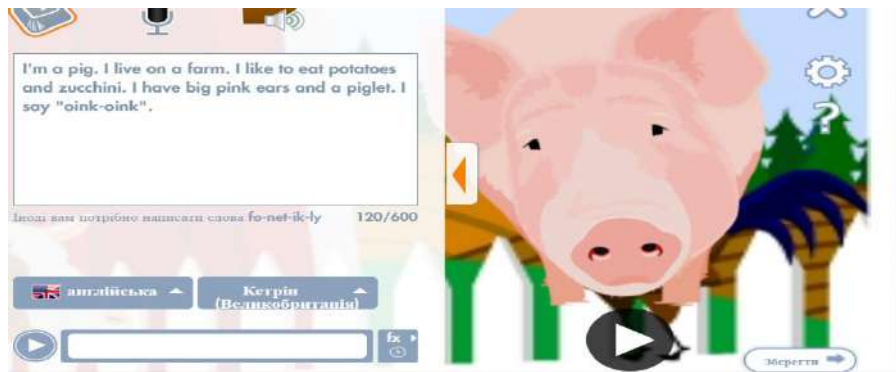 I'm a pig. I live on a farm. I like to eat potatoes
and zucchini. I have big pink ears and a piglet. I
say "oink-oink".
Іноді вам потрібно написати слова fo-net-ik-ly 120/600
англійська
Кетрін
(Великобританія)
fx
?
Зберегти